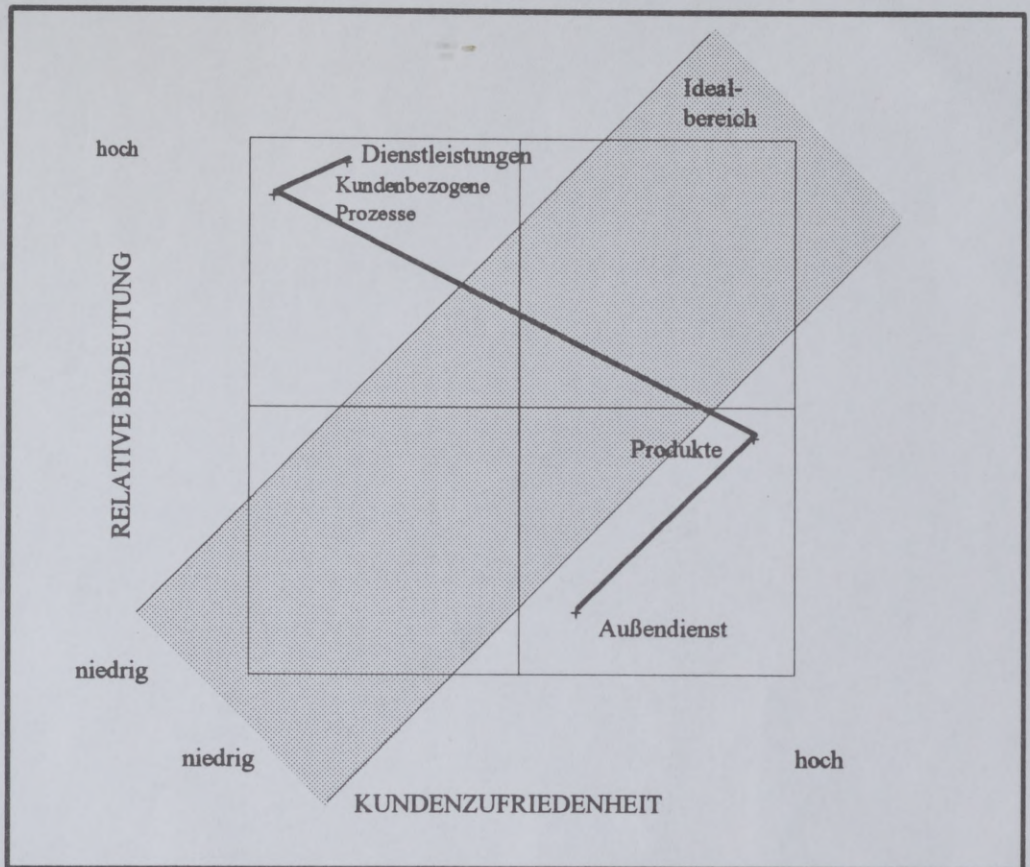 Ideal-
bereich
hoch
Dienstleistungen
Kundenbezogene
Prozesse
RELATIVE BEDEUTUNG
Produkte
Außendienst
niedrig
niedrig
hoch
KUNDENZUFRIEDENHEIT